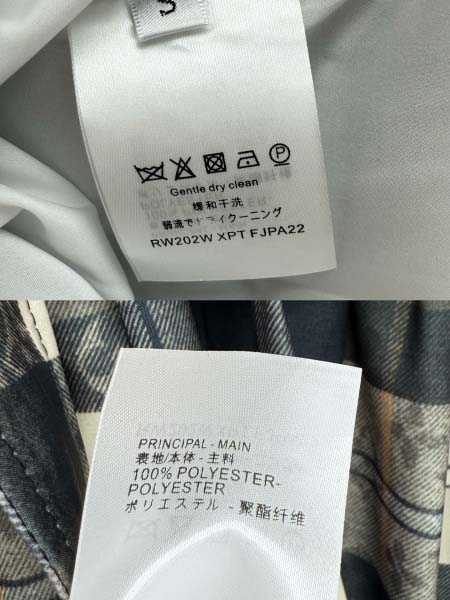 S
Gentle dry clean
缓和干洗
弱流でドライクーニング
RW202W XPT FJPA22
PRINCIPAL - MAIN
表地/本体 - 主料
100% POLYESTER-
POLYESTER
ポリエステル - 聚酯纤维